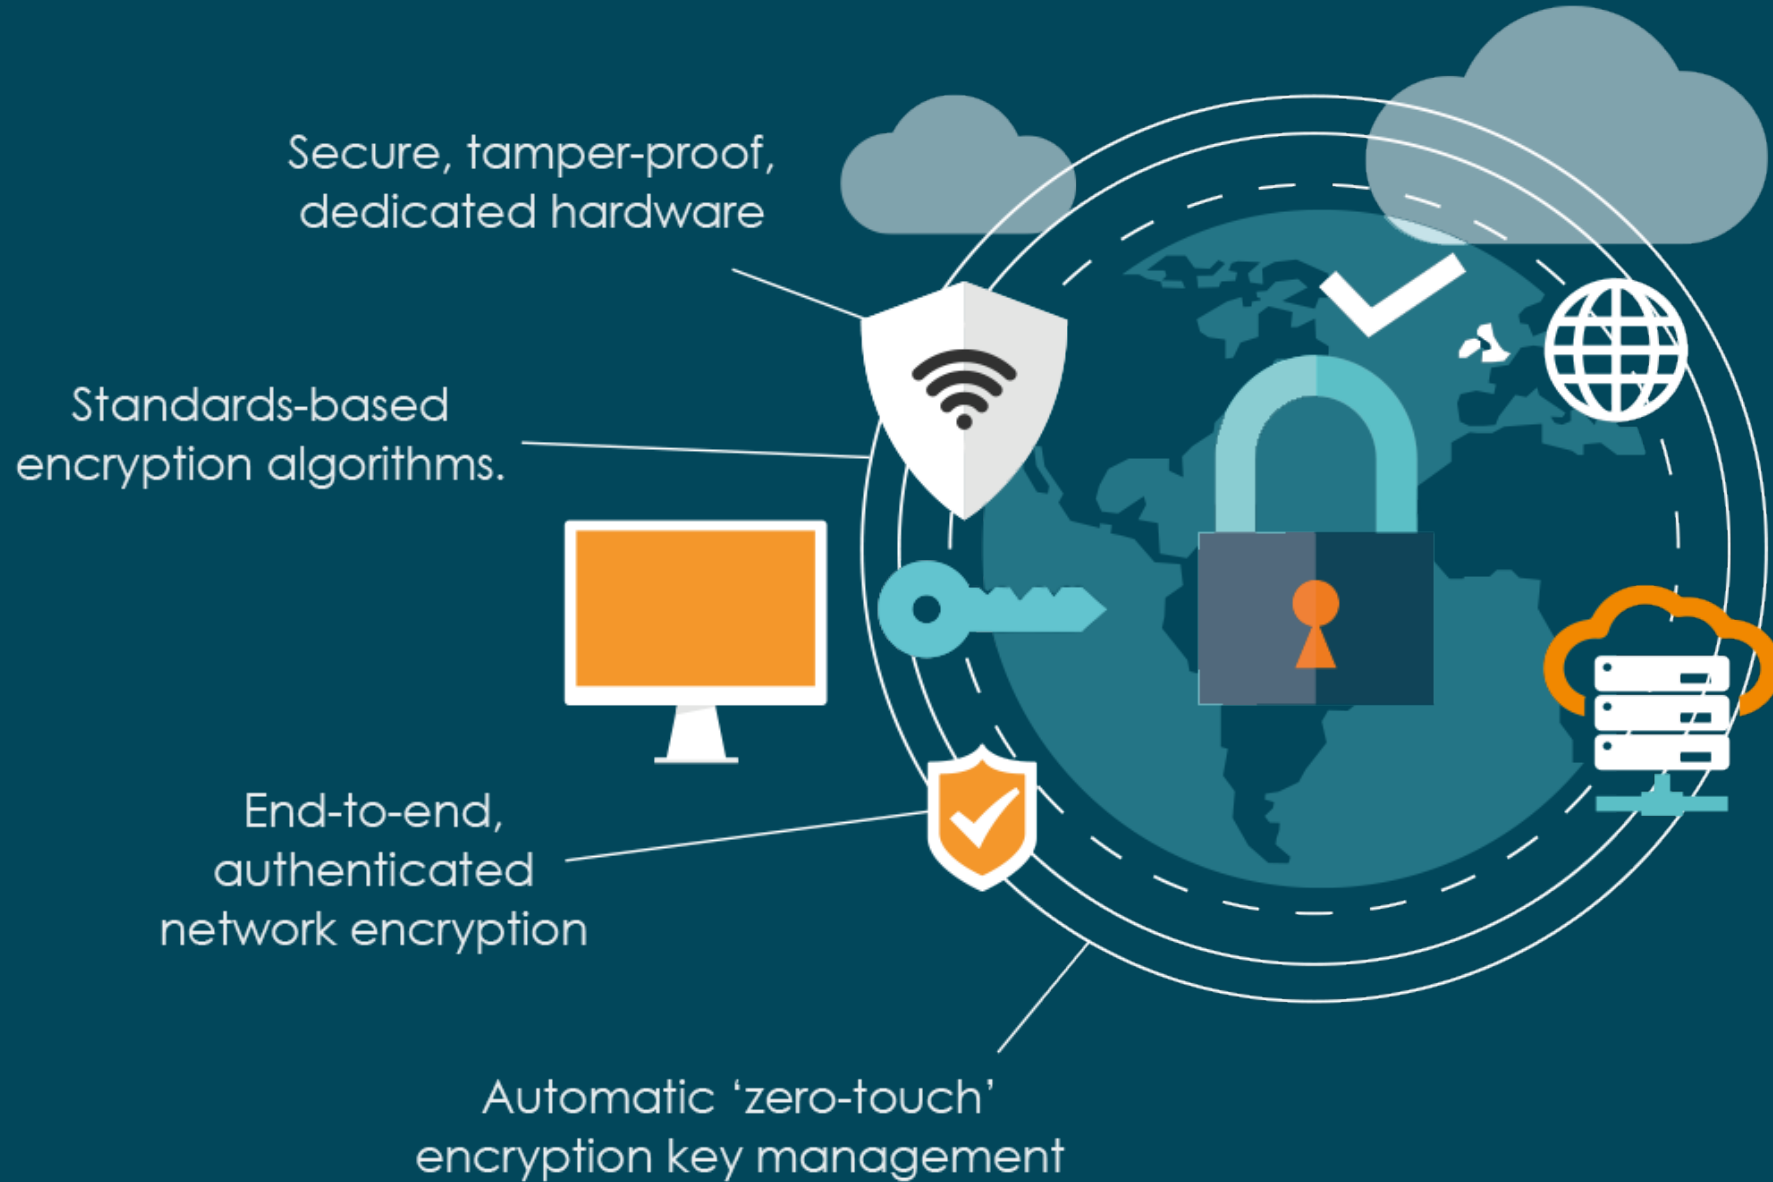 Secure, tamper-proof,
dedicated hardware
Standards-based
encryption algorithms.
End-to-end,
authenticated
network encryption
Automatic ‘zero-touch’
encryption key management